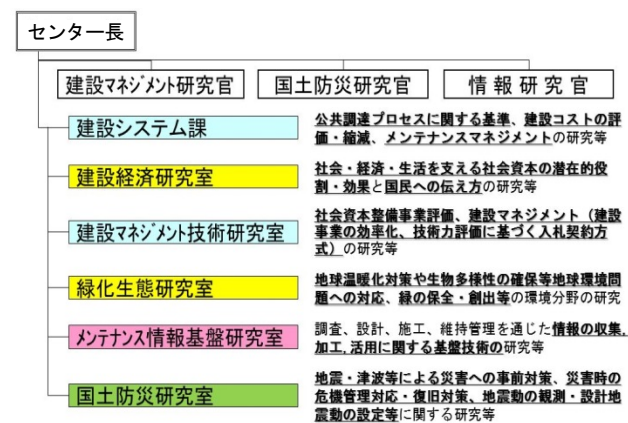 センター長
建設マネジメント研究官
国土防災研究官
情報研究官
建設システム課
公共調達プロセスに関する基準、建設コストの評
価・縮減、メンテナンスマネジメントの研究等
建設経済研究室
社会・経済・生活を支える社会資本の潜在的役
割・効果と国民への伝え方の研究等
建設マネジメント技術研究室
社会資本整備事業評価、建設マネジメント（建設
事業の効率化、技術力評価に基づく入札契約方
式）の研究等
緑化生態研究室
地球温暖化対策や生物多様性の確保等地球環境問
題への対応、緑の保全・創出等の環境分野の研究
メンテナンス情報基盤研究室
調査、設計、施工、維持管理を通じた情報の収集,
加工,活用に関する基盤技術の研究等
国土防災研究室
地震・津波等による災害への事前対策、災害時の
危機管理対応・復旧対策、地震動の観測・設計地
震動の設定等に関する研究等